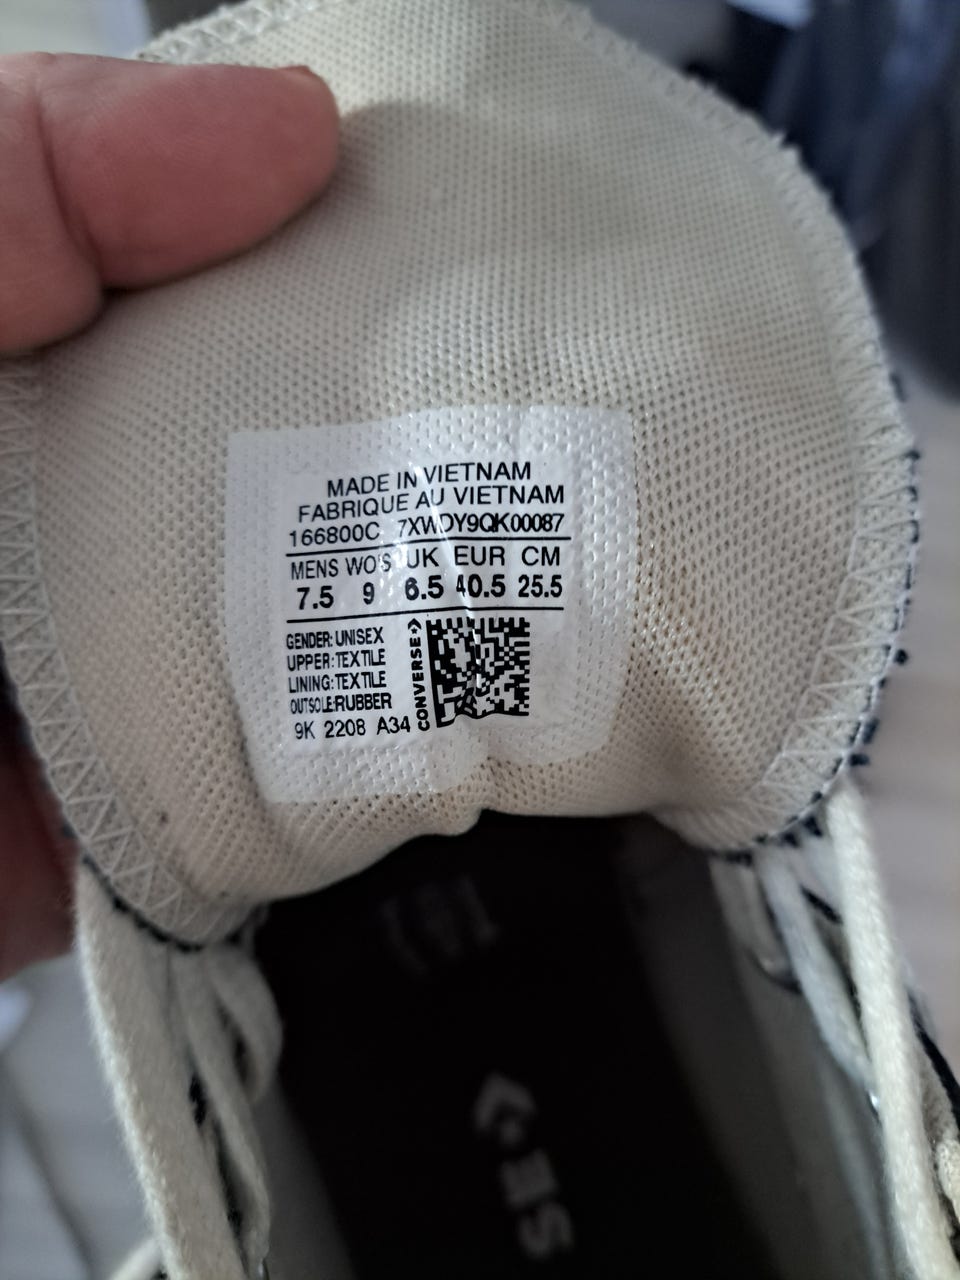 MADE IN VIETNAM
FABRIQUE AU VIETNAM
166800C 7XWDY9QK00087
MENS WO'S UK EUR CM
7.5 9 6.5 40.5 25.5
GENDER: UNISEX
UPPER: TEXTILE
LINING: TEXTILE
OUTSOLE: RUBBER
9K 2208 A34
CONVERSE